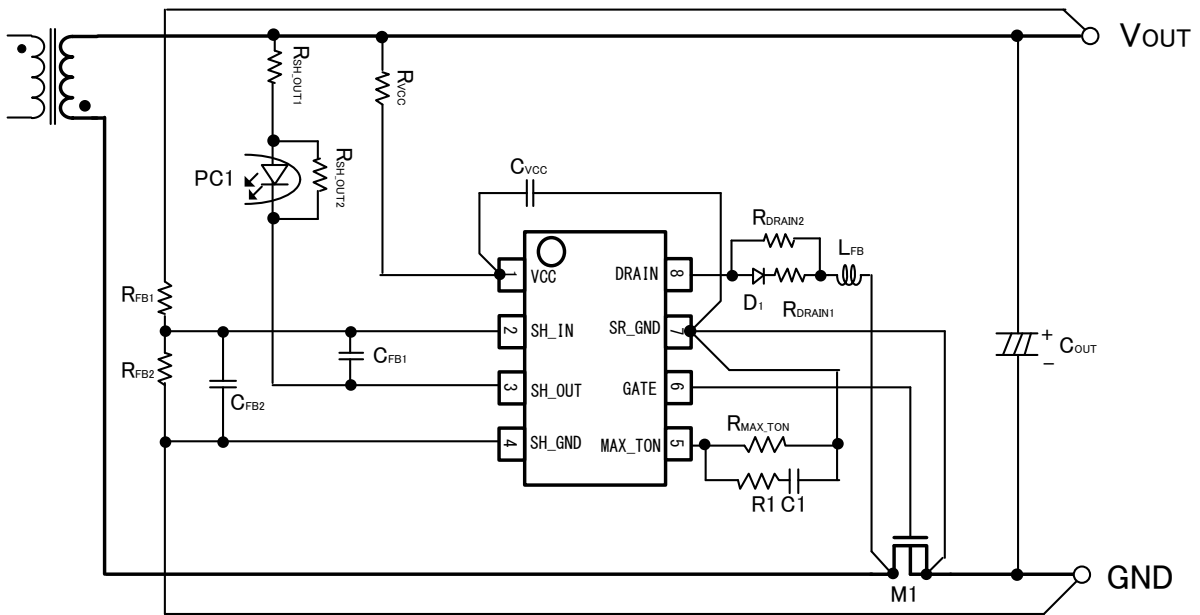 VOUT
RSH_OUT1
RVCC
RSH_OUT2
PC1
CVCC
RDRAIN2
LFB
1 VCC
DRAIN 8
D1
RDRAIN1
RFB1
2 SH_IN
SR_GND 7
+
COUT
-
CFB1
RFB2
CFB2
3 SH_OUT
GATE 6
RMAX_TON
4 SH_GND
MAX_TON 5
R1 C1
M1
GND